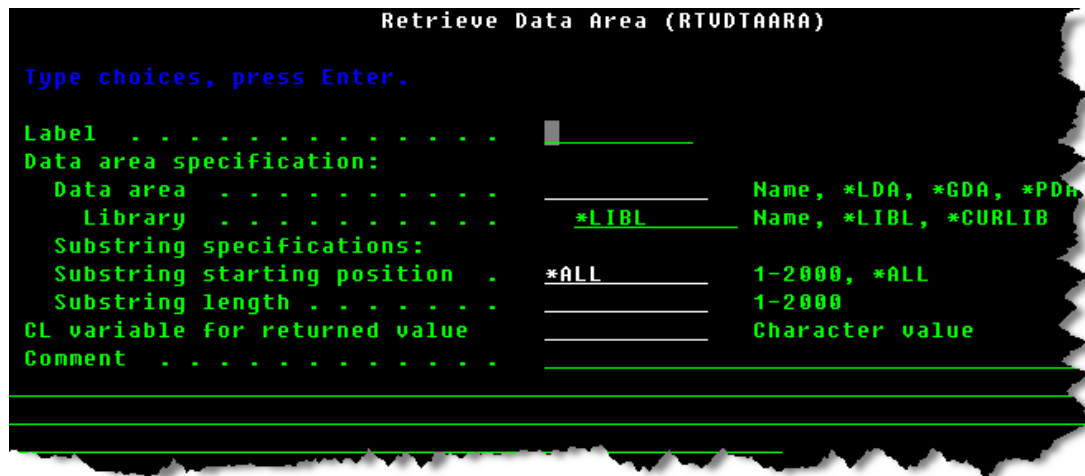 Retrieve Data Area (RTVDTAARA)
Type choices, press Enter.
Label . . . . . . . . . . . . .
Data area specification:
Data area . . . . . . . . . . Name, *LDA, *GDA, *PDA
Library . . . . . . . . . . *LIBL Name, *LIBL, *CURLIB
Substring specifications:
Substring starting position . *ALL 1-2000, *ALL
Substring length . . . . . . . 1-2000
CL variable for returned value Character value
Comment . . . . . . . . . . . .